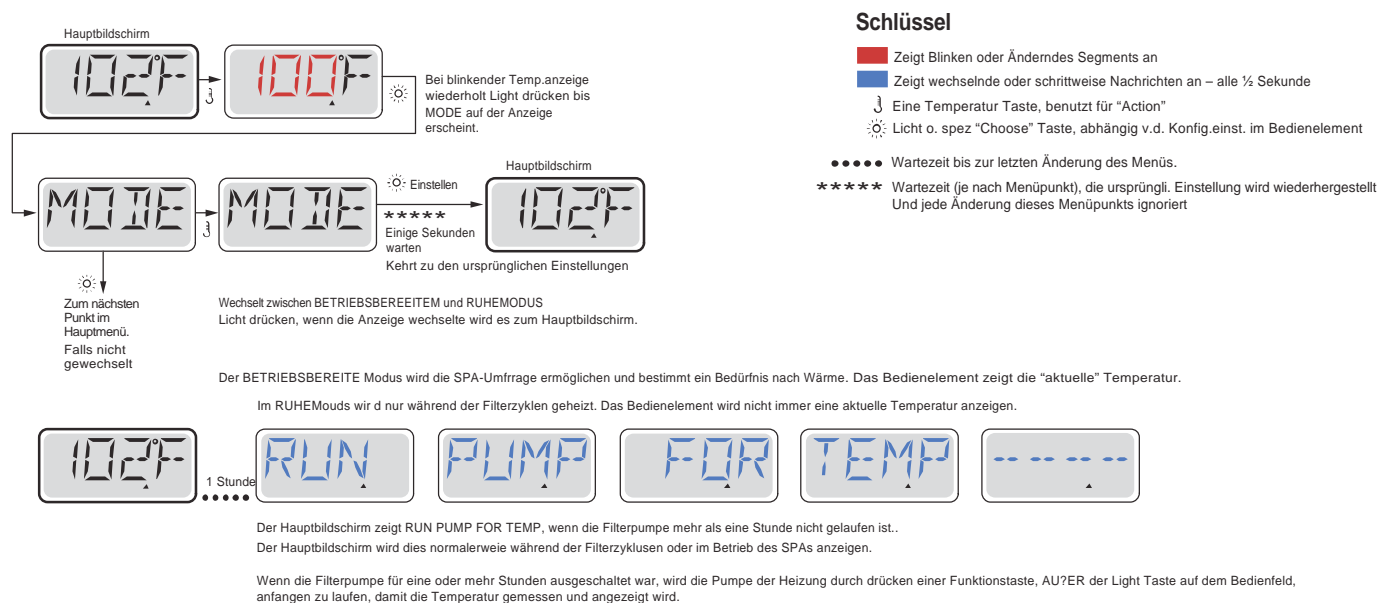 Hauptbildschirm
102°F
100°F
Bei blinkender Temp.anzeige
wiederholt Light drücken bis
MODE auf der Anzeige
erscheint.
Schlüssel
Zeigt Blinken oder Änderndes Segments an
Zeigt wechselnde oder schrittweise Nachrichten an – alle ½ Sekunde
Eine Temperatur Taste, benutzt für “Action”
Licht o. spez “Choose” Taste, abhängig v.d. Konfig.einst. im Bedienelement
••••• Wartezeit bis zur letzten Änderung des Menüs.
***** Wartezeit (je nach Menüpunkt), die ursprüngli. Einstellung wird wiederhergestellt
Und jede Änderung dieses Menüpunkts ignoriert
MODE
MODE
Einstellen
*****
Einige Sekunden
warten
Kehrt zu den ursprünglichen Einstellungen
Hauptbildschirm
102°F
Zum nächsten
Punkt im
Hauptmenü.
Falls nicht
gewechselt
Wechselt zwischen BETRIEBSBEREEITEM und RUHEMODUS
Licht drücken, wenn die Anzeige wechselte wird es zum Hauptbildschirm.
Der BETRIEBSBEREITE Modus wird die SPA-Umfrrage ermöglichen und bestimmt ein Bedürfnis nach Wärme. Das Bedienelement zeigt die “aktuelle” Temperatur.
Im RUHEMouds wir d nur während der Filterzyklen geheizt. Das Bedienelement wird nicht immer eine aktuelle Temperatur anzeigen.
102°F
1 Stunde
•••••
RUN
PUMP
FOR
TEMP
-- -- -- --
Der Hauptbildschirm zeigt RUN PUMP FOR TEMP, wenn die Filterpumpe mehr als eine Stunde nicht gelaufen ist..
Der Hauptbildschirm wird dies normalerweie während der Filterzyklusen oder im Betrieb des SPAs anzeigen.
Wenn die Filterpumpe für eine oder mehr Stunden ausgeschaltet war, wird die Pumpe der Heizung durch drücken einer Funktionstaste, AU?ER der Light Taste auf dem Bedienfeld,
anfangen zu laufen, damit die Temperatur gemessen und angezeigt wird.